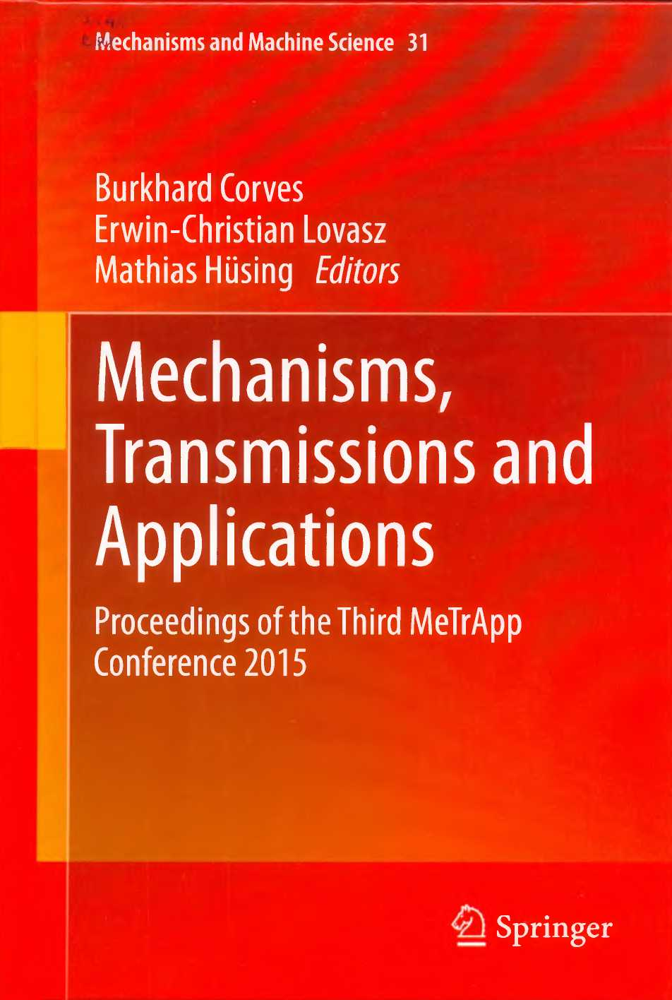 Mechanisms and Machine Science 31
Burkhard Corves
Erwin-Christian Lovasz
Mathias Hüsing Editors
Mechanisms,
Transmissions and
Applications
Proceedings of the Third MeTrApp
Conference 2015
Springer